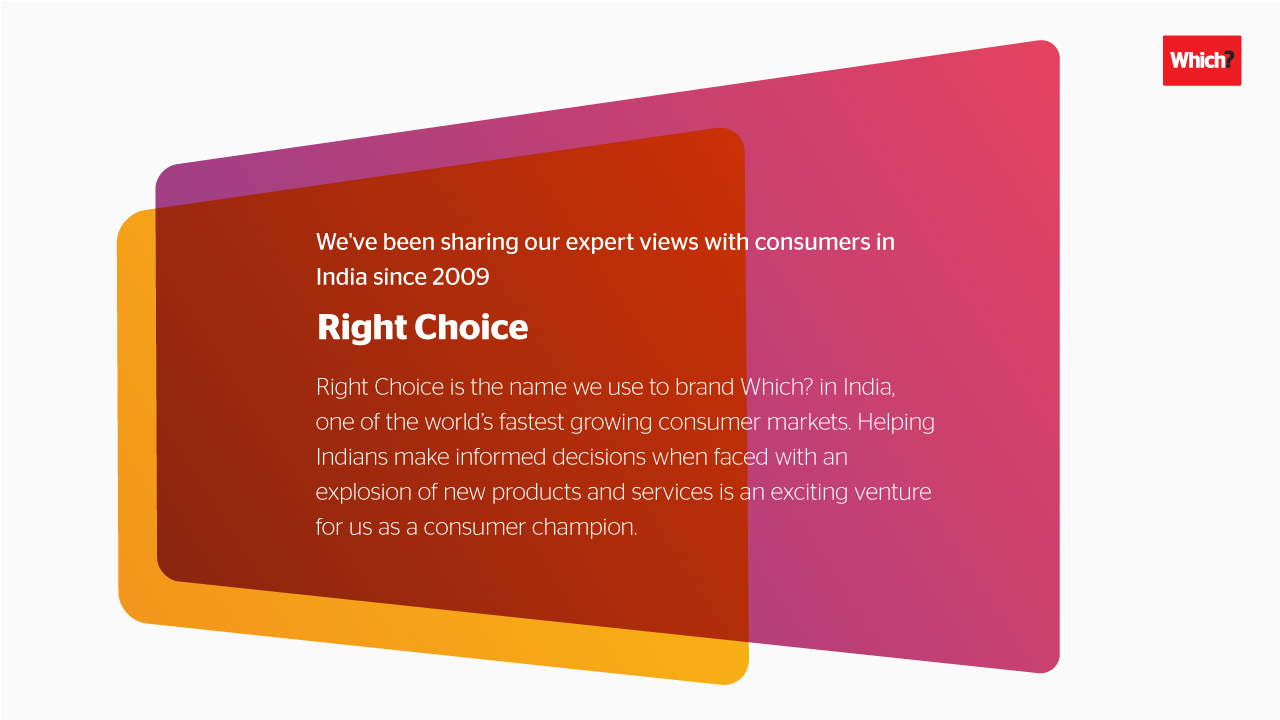 Which?
We've been sharing our expert views with consumers in
India since 2009
Right Choice
Right Choice is the name we use to brand Which? in India,
one of the world’s fastest growing consumer markets. Helping
Indians make informed decisions when faced with an
explosion of new products and services is an exciting venture
for us as a consumer champion.